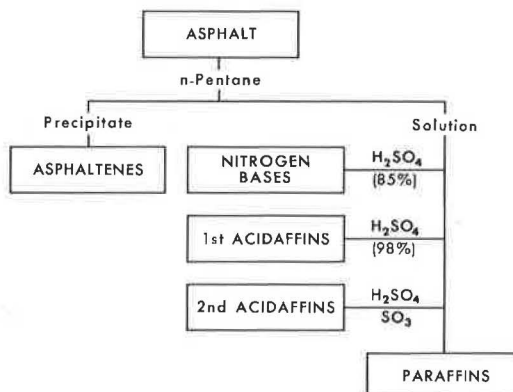 ASPHALT
n-Pentane
Precipitate
Solution
ASPHALTENES
NITROGEN
BASES
H₂SO₄
(85%)
1st ACIDAFFINS
H₂SO₄
(98%)
2nd ACIDAFFINS
H₂SO₄
SO₃
PARAFFINS